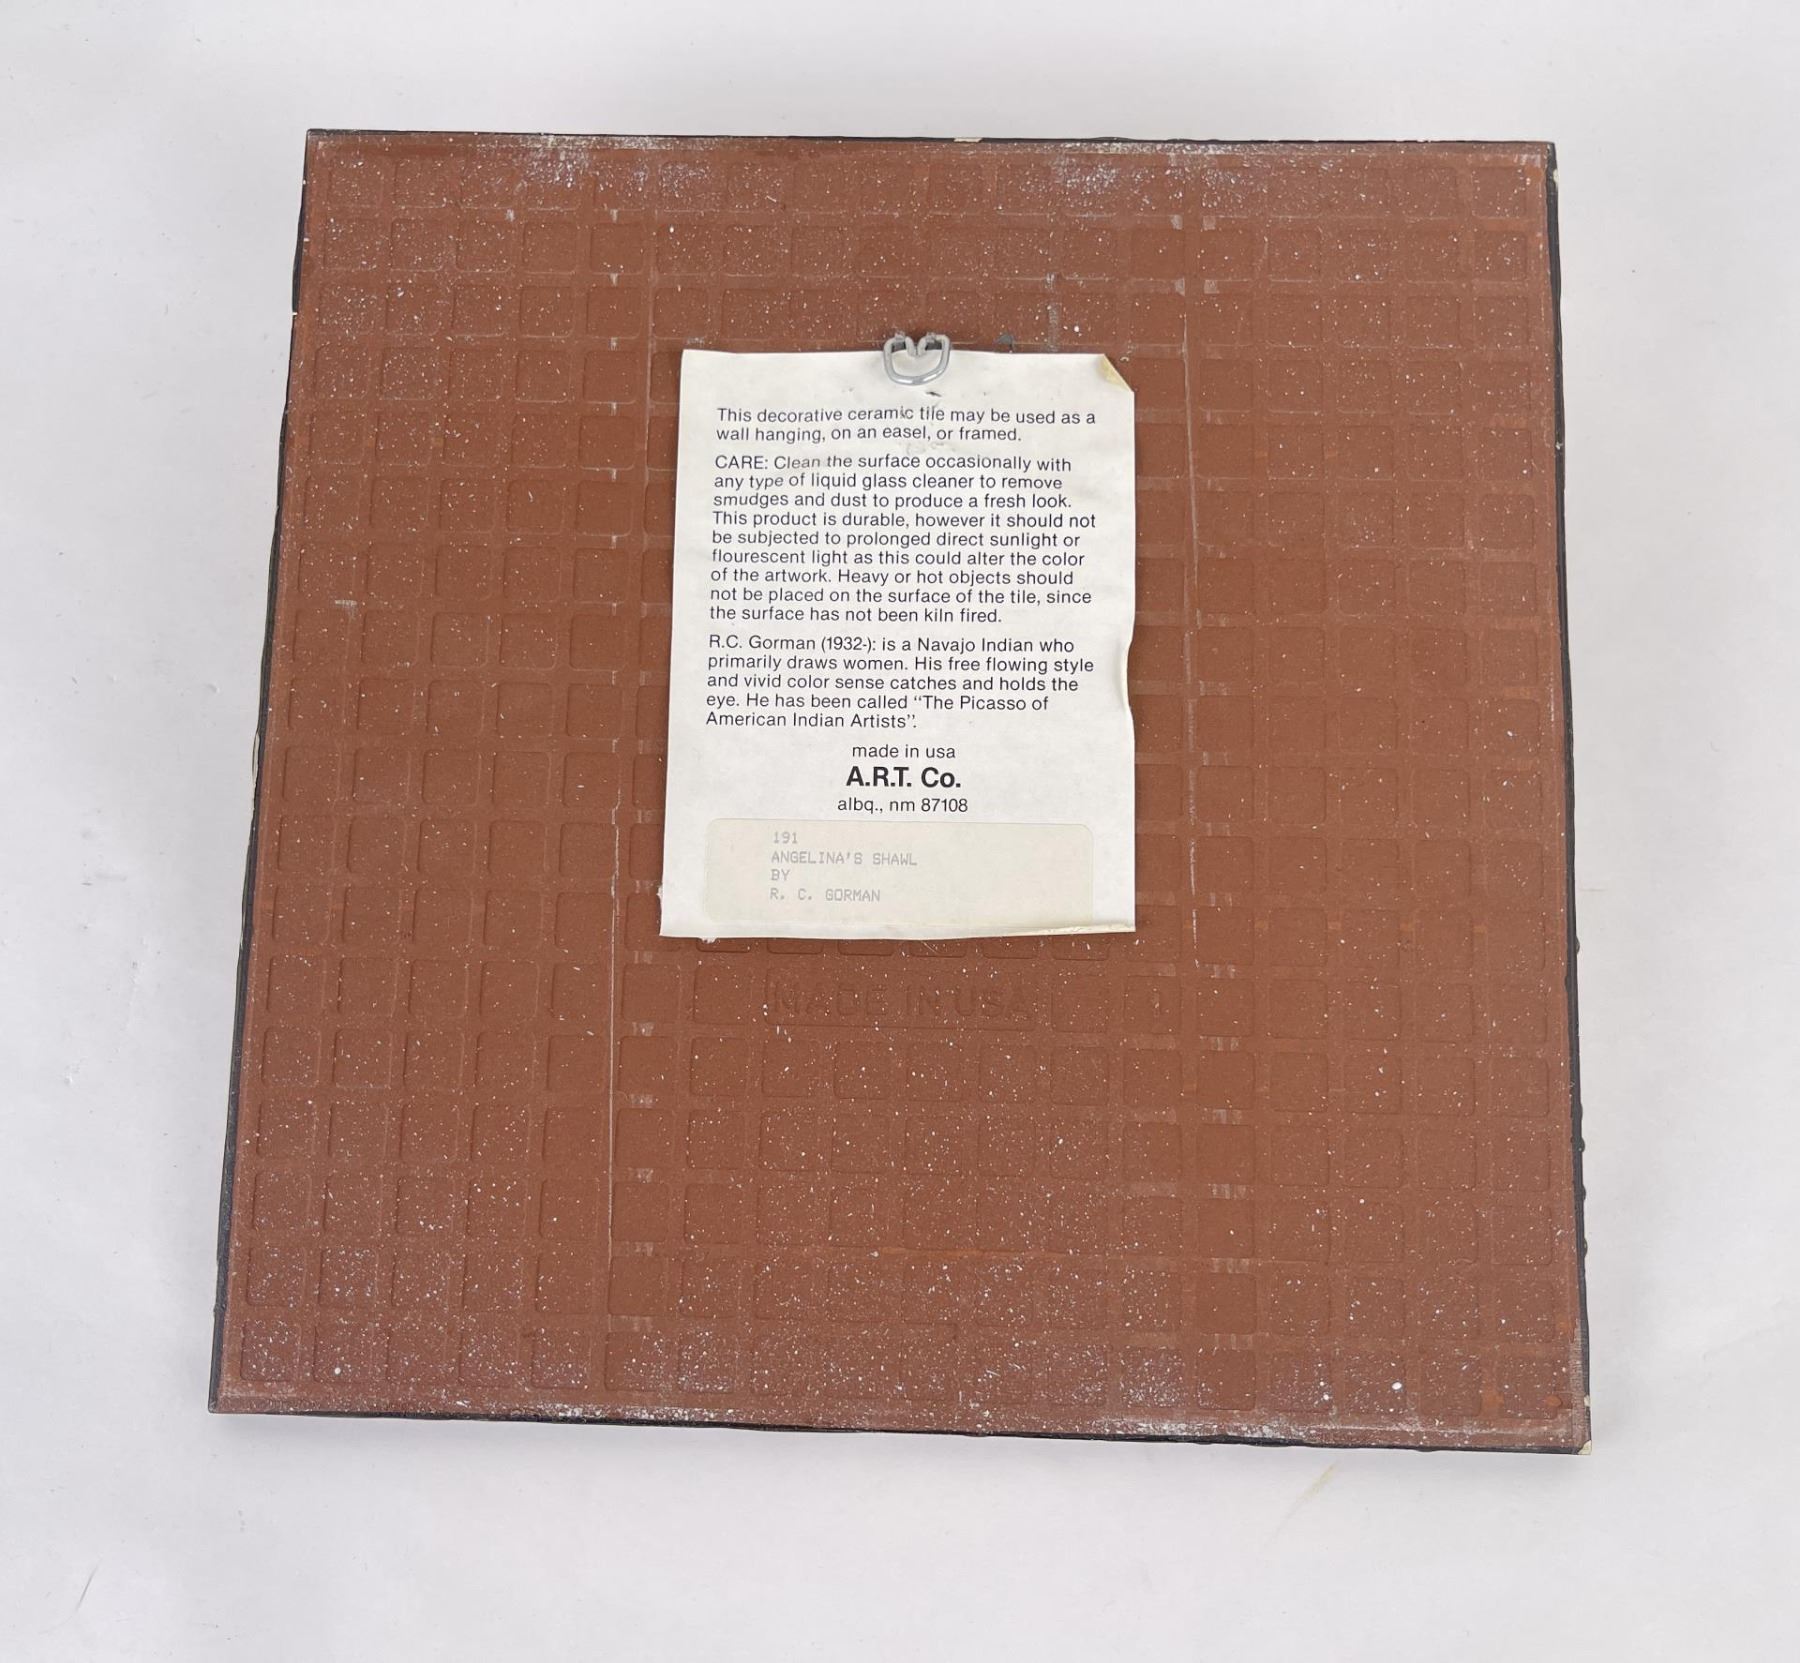 This decorative ceramic tile may be used as a
wall hanging, on an easel, or framed.
CARE: Clean the surface occasionally with
any type of liquid glass cleaner to remove
smudges and dust to produce a fresh look.
This product is durable, however it should not
be subjected to prolonged direct sunlight or
flourescent light as this could alter the color
of the artwork. Heavy or hot objects should
not be placed on the surface of the tile, since
the surface has not been kiln fired.
R.C. Gorman (1932-): is a Navajo Indian who
primarily draws women. His free flowing style
and vivid color sense catches and holds the
eye. He has been called “The Picasso of
American Indian Artists”.
made in usa
A.R.T. Co.
albq., nm 87108
191
ANGELINA'S SHAWL
BY
R. C. GORMAN
MADE IN USA